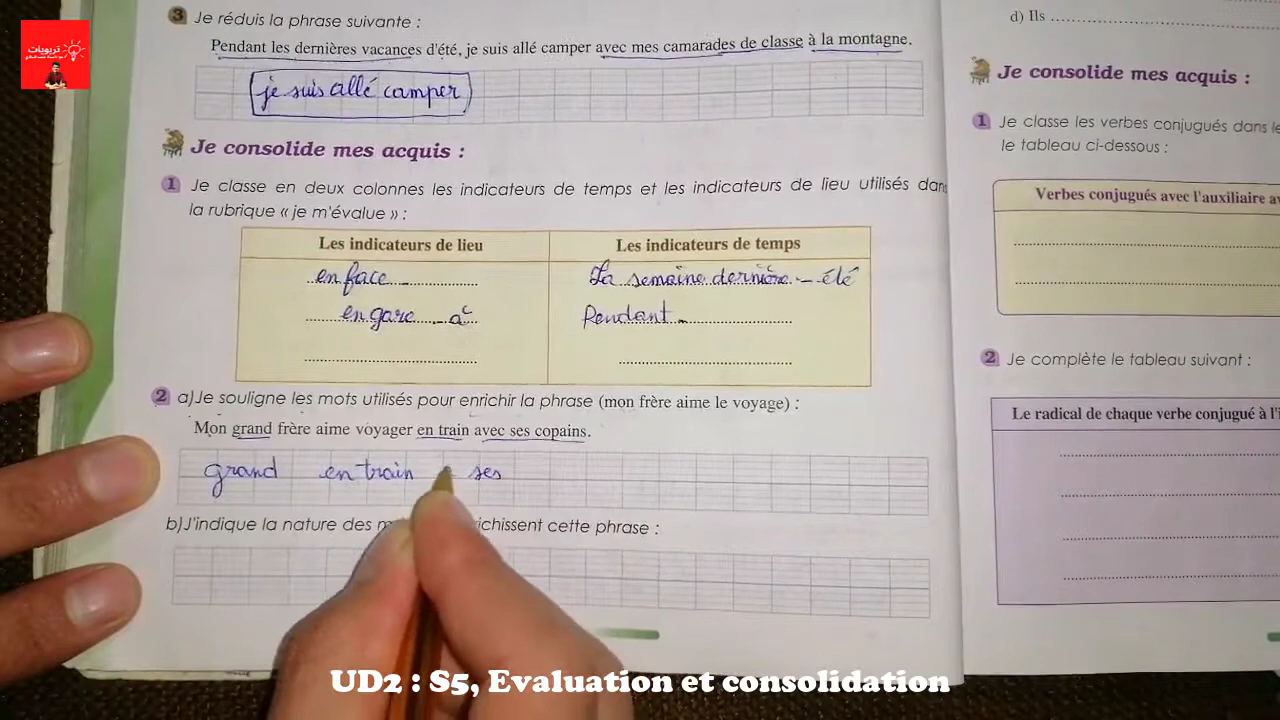 تربويات
3 Je réduis la phrase suivante :
Pendant les dernières vacances d'été, je suis allé camper avec mes camarades de classe à la montagne.
je suis allé camper
Je consolide mes acquis :
1 Je classe en deux colonnes les indicateurs de temps et les indicateurs de lieu utilisés dans
la rubrique « je m'évalue » :
Les indicateurs de lieu Les indicateurs de temps
en face La semaine dernière _ été
en gare Pendant
2 a)Je souligne les mots utilisés pour enrichir la phrase (mon frère aime le voyage) :
Mon grand frère aime voyager en train avec ses copains.
grand en train ses
b)J'indique la nature des enrichissent cette phrase :
d) Ils
Je consolide mes acquis :
1 Je classe les verbes conjugués dans le
le tableau ci-dessous :
Verbes conjugués avec l'auxiliaire av
2 Je complète le tableau suivant :
Le radical de chaque verbe conjugué à l'i
UD2 : S5, Evaluation et consolidation